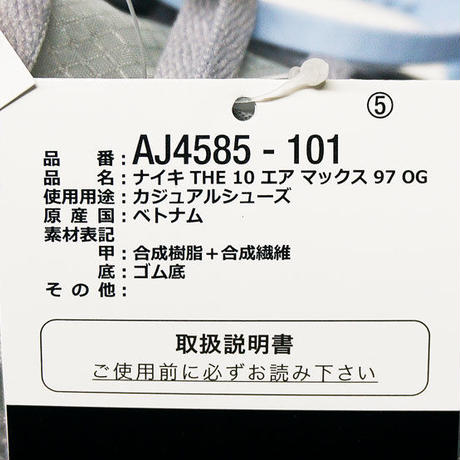 ⑤
品 番 : AJ4585 - 101
品 名 : ナイキ THE 10 エア マックス 97 OG
使用用途 : カジュアルシューズ
原 産 国 : ベトナム
素材表記
甲 : 合成樹脂＋合成繊維
底 : ゴム底
そ の 他 :
取扱説明書
ご使用前に必ずお読み下さい